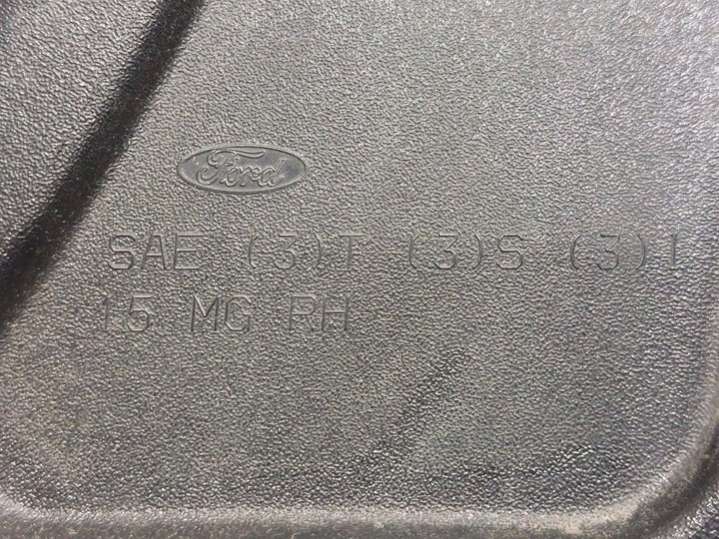 Ford
SAE (3)T (3)S (3)I
15 MG RH